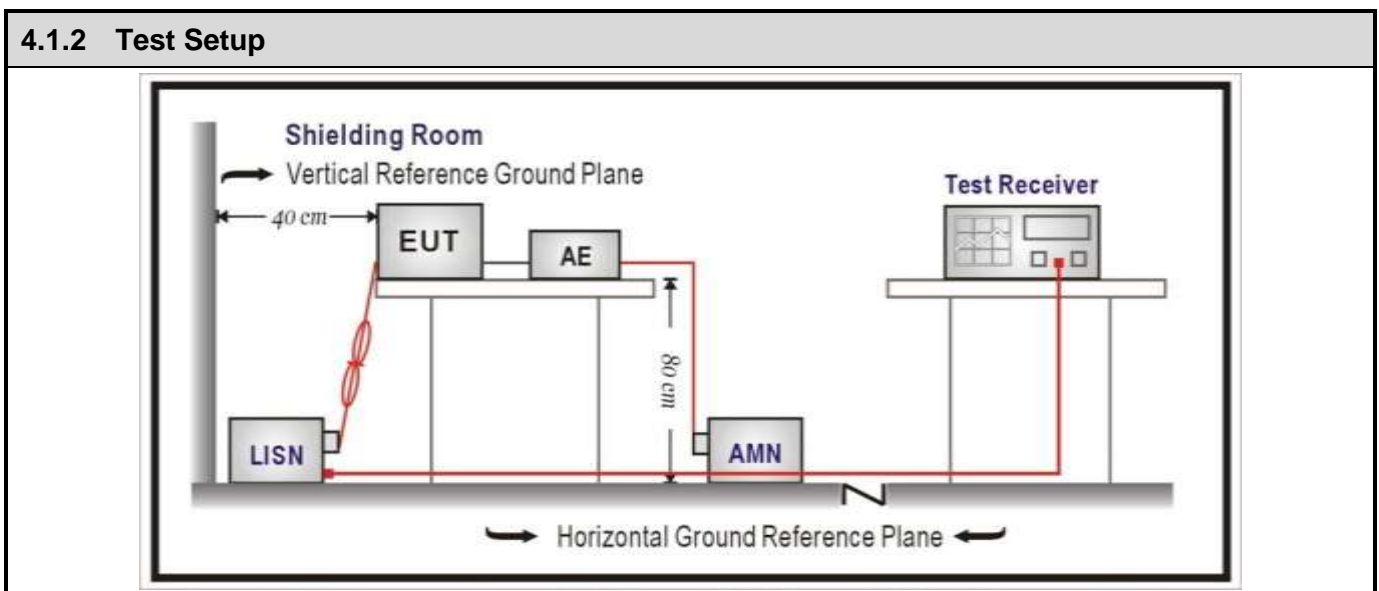 4.1.2 Test Setup
Shielding Room
Vertical Reference Ground Plane
Test Receiver
40 cm
EUT
AE
80 cm
LISN
AMN
Horizontal Ground Reference Plane